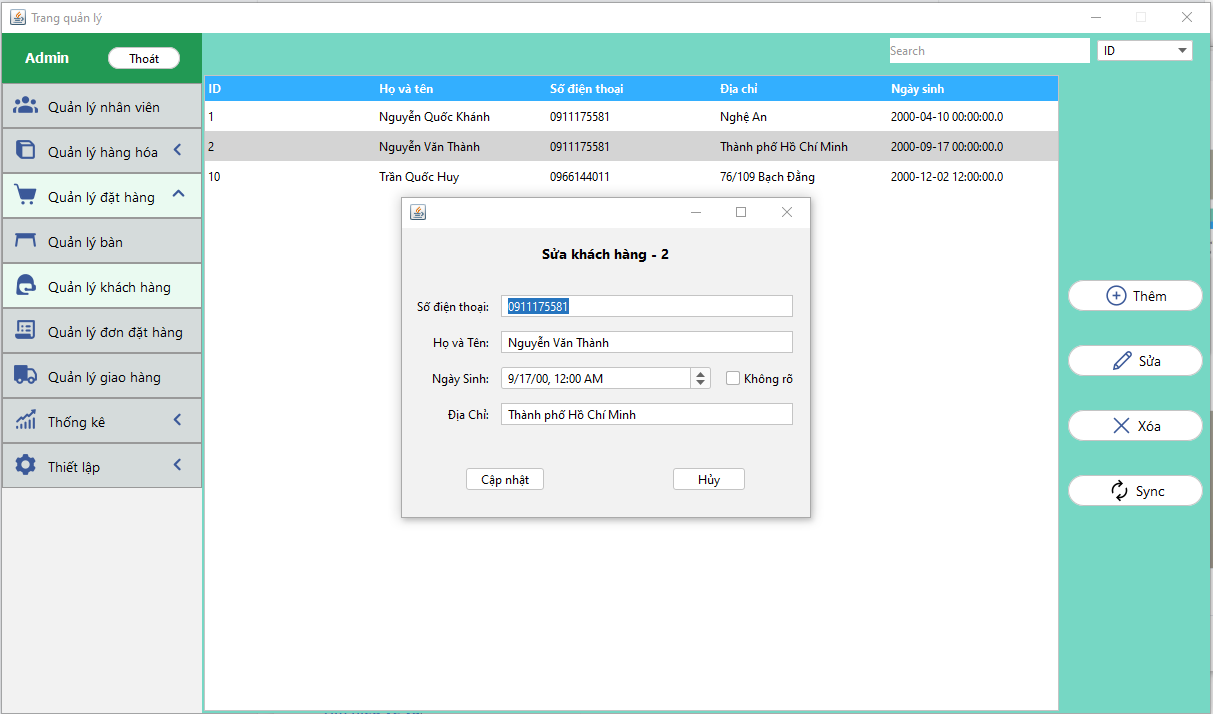 Trang quản lý
Admin
Thoát
Search
ID
Quản lý nhân viên
Quản lý hàng hóa
Quản lý đặt hàng
Quản lý bàn
Quản lý khách hàng
Quản lý đơn đặt hàng
Quản lý giao hàng
Thống kê
Thiết lập
ID Họ và tên Số điện thoại Địa chỉ Ngày sinh
1 Nguyễn Quốc Khánh 0911175581 Nghệ An 2000-04-10 00:00:00.0
2 Nguyễn Văn Thành 0911175581 Thành phố Hồ Chí Minh 2000-09-17 00:00:00.0
10 Trần Quốc Huy 0966144011 76/109 Bạch Đằng 2000-12-02 12:00:00.0
Sửa khách hàng - 2
Số điện thoại: 0911175581
Họ và Tên: Nguyễn Văn Thành
Ngày Sinh: 9/17/00, 12:00 AM Không rõ
Địa Chỉ: Thành phố Hồ Chí Minh
Cập nhật Hủy
Thêm
Sửa
Xóa
Sync